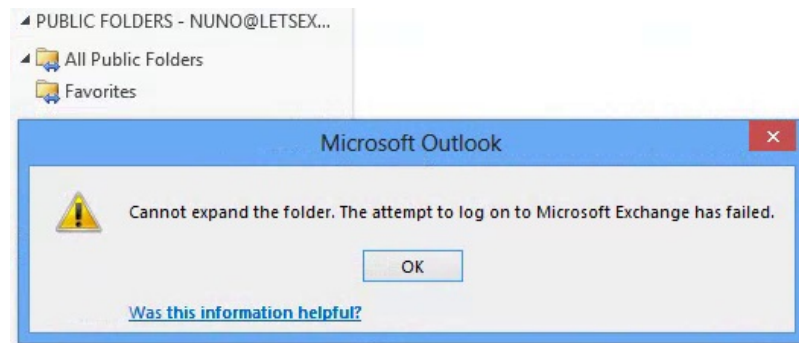 PUBLIC FOLDERS - NUNO@LETSEX...
All Public Folders
Favorites
Microsoft Outlook
Cannot expand the folder. The attempt to log on to Microsoft Exchange has failed.
OK
Was this information helpful?